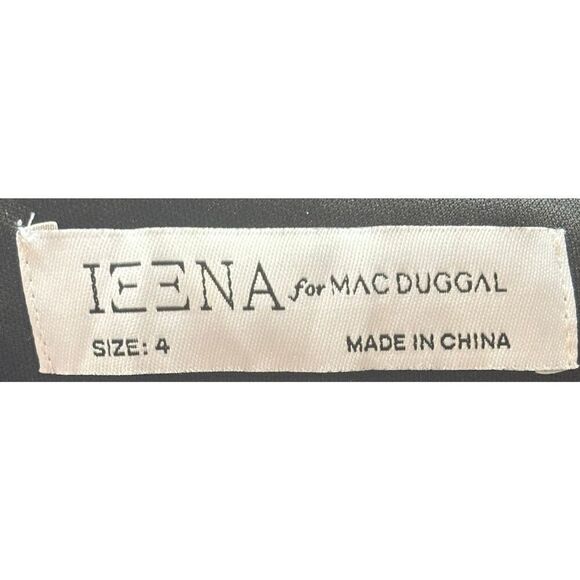 IEENA for MAC DUGGAL
SIZE: 4 MADE IN CHINA